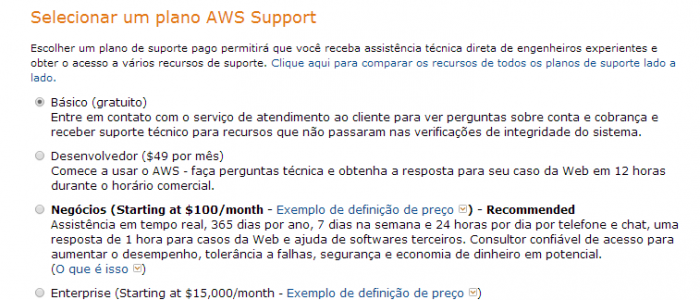 Selecionar um plano AWS Support
Escolher um plano de suporte pago permitirá que você receba assistência técnica direta de engenheiros experientes e
obter o acesso a vários recursos de suporte. Clique aqui para comparar os recursos de todos os planos de suporte lado a
lado.
Básico (gratuito)
Entre em contato com o serviço de atendimento ao cliente para ver perguntas sobre conta e cobrança e
receber suporte técnico para recursos que não passaram nas verificações de integridade do sistema.
Desenvolvedor ($49 por mês)
Comece a usar o AWS - faça perguntas técnica e obtenha a resposta para seu caso da Web em 12 horas
durante o horário comercial.
Negócios (Starting at $100/month - Exemplo de definição de preço ) - Recommended
Assistência em tempo real, 365 dias por ano, 7 dias na semana e 24 horas por dia por telefone e chat, uma
resposta de 1 hora para casos da Web e ajuda de softwares terceiros. Consultor confiável de acesso para
aumentar o desempenho, tolerância a falhas, segurança e economia de dinheiro em potencial.
(O que é isso )
Enterprise (Starting at $15,000/month - Exemplo de definição de preço )